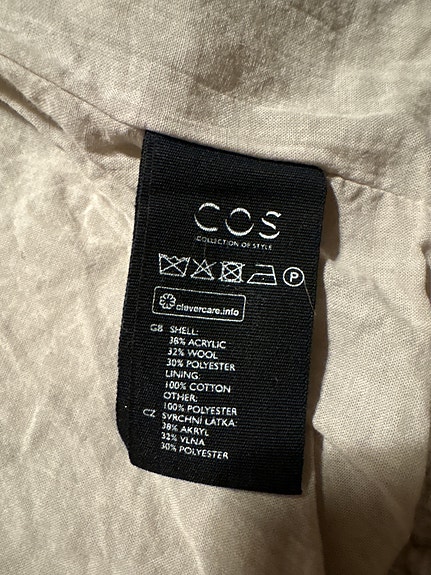 COS
COLLECTION OF STYLE
P
clevercare.info
GB SHELL:
38% ACRYLIC
32% WOOL
30% POLYESTER
LINING:
100% COTTON
OTHER:
100% POLYESTER
CZ SVRCHNÍ LÁTKA:
38% AKRYL
32% VLNA
30% POLYESTER